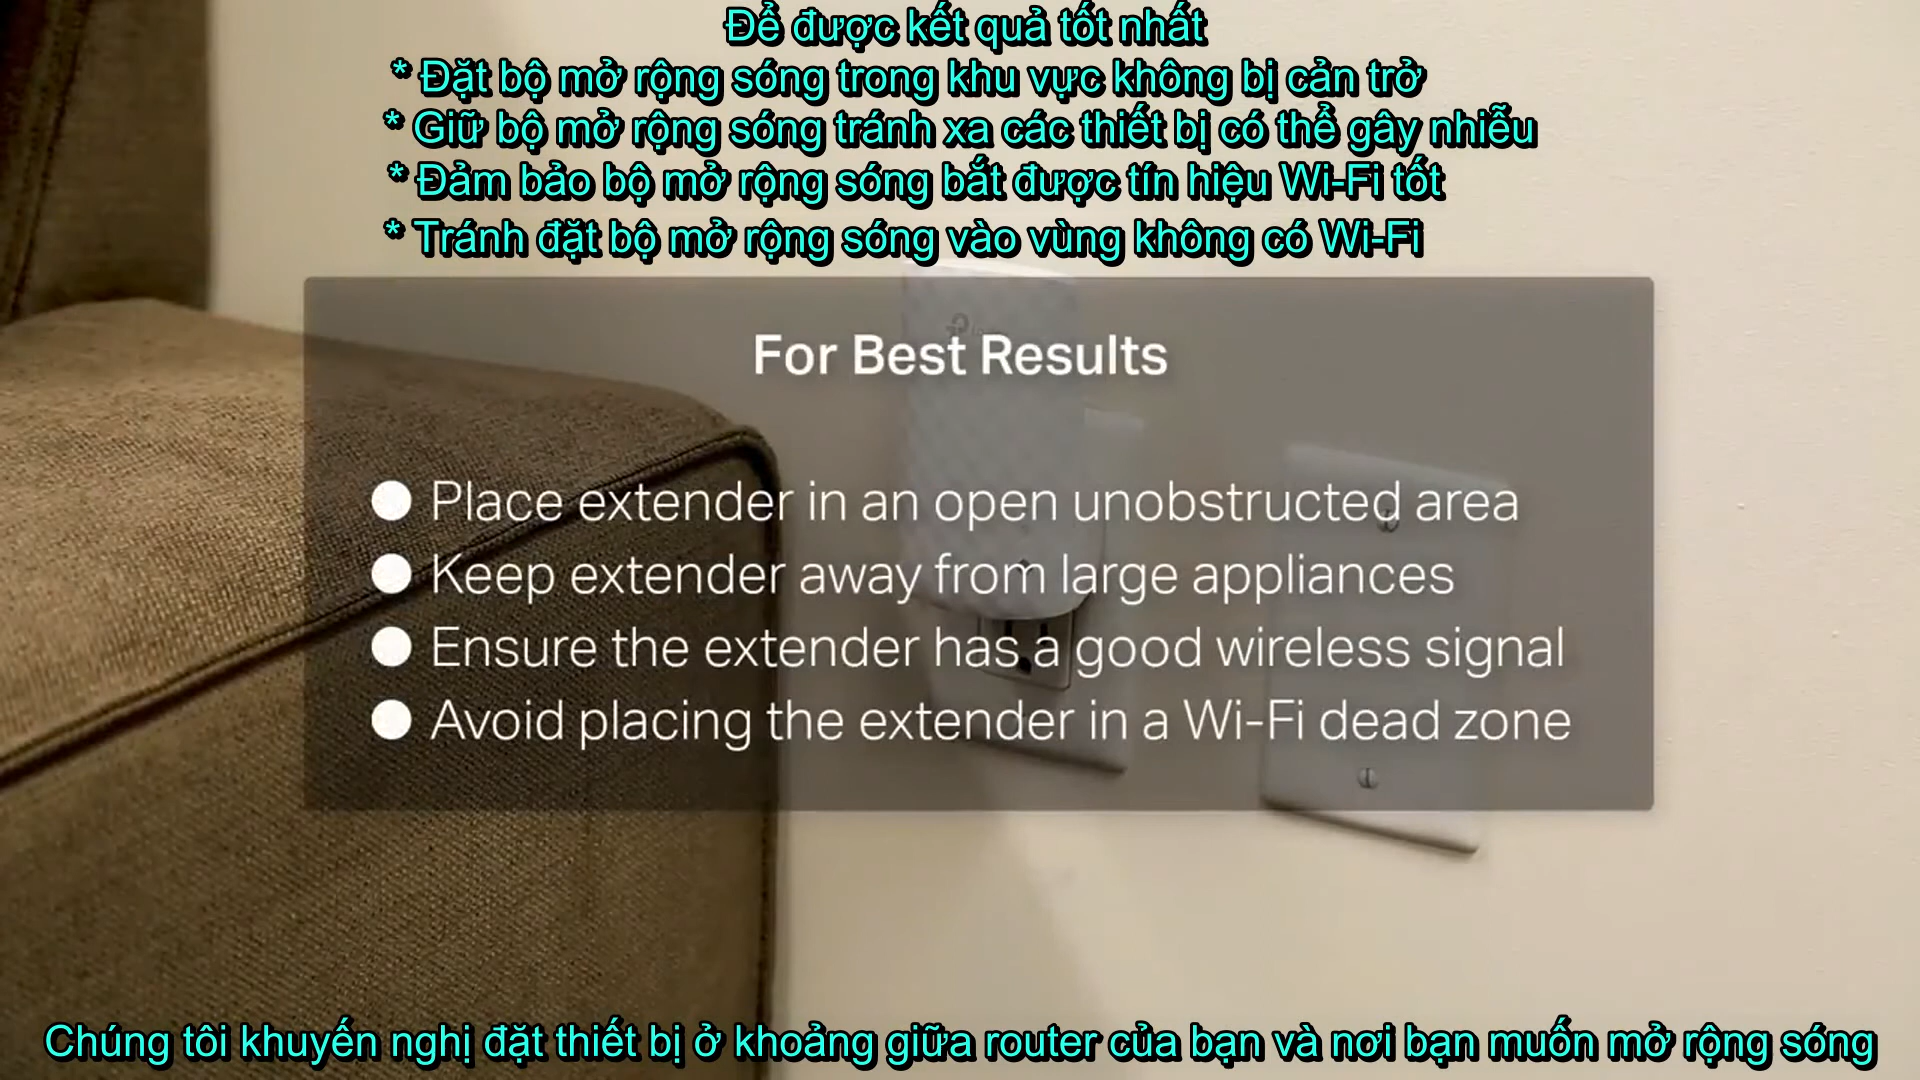 Để được kết quả tốt nhất
* Đặt bộ mở rộng sóng trong khu vực không bị cản trở
* Giữ bộ mở rộng sóng tránh xa các thiết bị có thể gây nhiễu
* Đảm bảo bộ mở rộng sóng bắt được tín hiệu Wi-Fi tốt
* Tránh đặt bộ mở rộng sóng vào vùng không có Wi-Fi
For Best Results
● Place extender in an open unobstructed area
● Keep extender away from large appliances
● Ensure the extender has a good wireless signal
● Avoid placing the extender in a Wi-Fi dead zone
Chúng tôi khuyến nghị đặt thiết bị ở khoảng giữa router của bạn và nơi bạn muốn mở rộng sóng